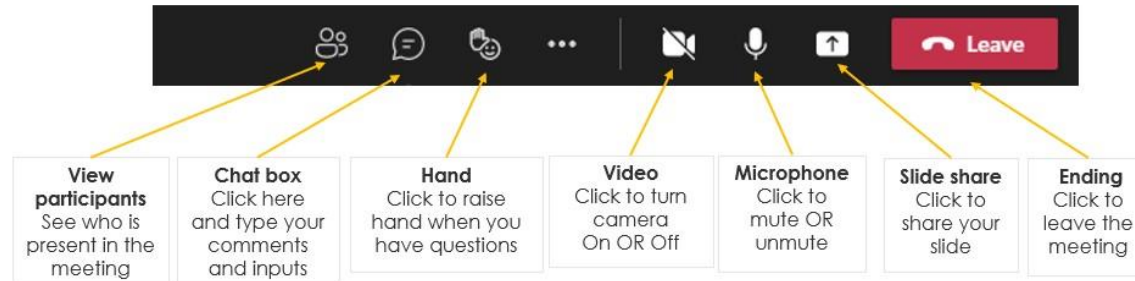 Leave
View
participants
See who is
present in the
meeting
Chat box
Click here
and type your
comments
and inputs
Hand
Click to raise
hand when you
have questions
Video
Click to turn
camera
On OR Off
Microphone
Click to
mute OR
unmute
Slide share
Click to
share your
slide
Ending
Click to
leave the
meeting